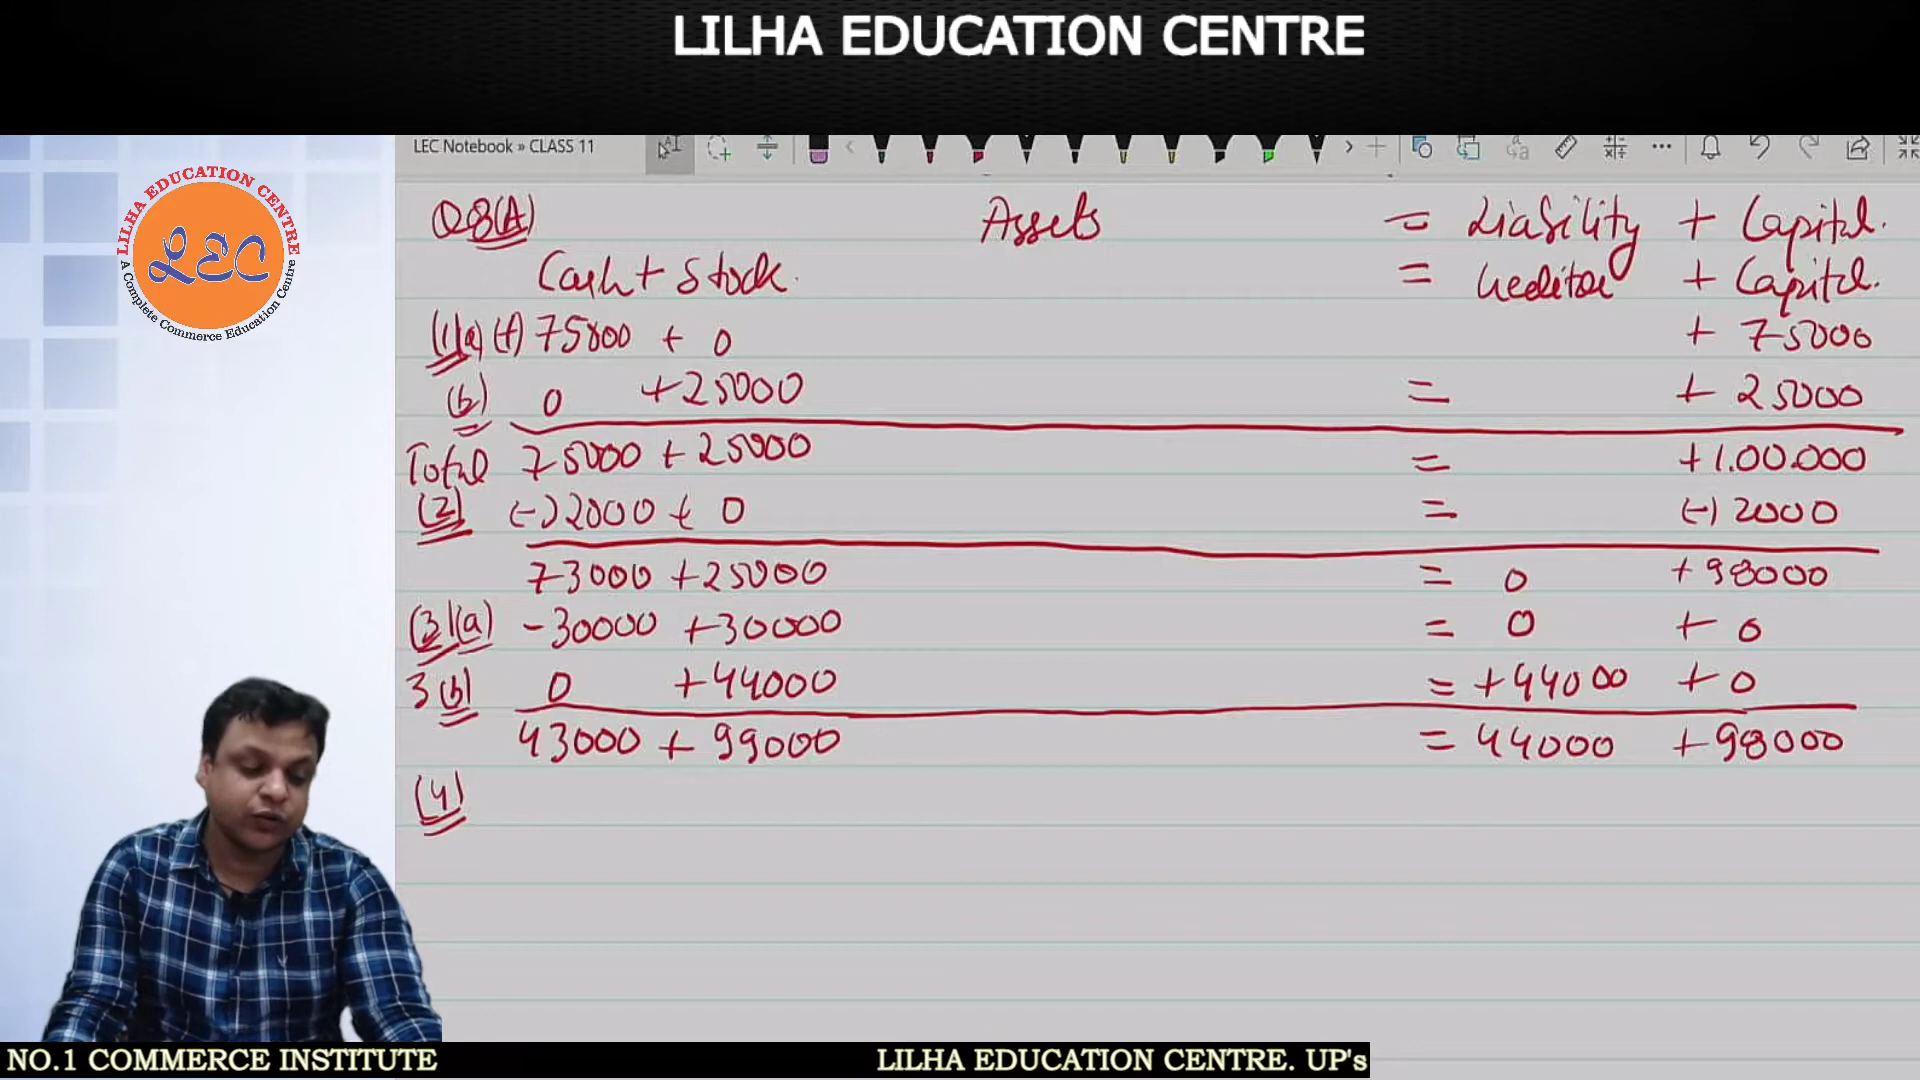 LILHA EDUCATION CENTRE
LEC Notebook » CLASS 11
LILHA EDUCATION CENTRE
LEC
A Complete Commerce Education Centre
Q8(A) Assets = Liability + Capital.
Cash + Stock. = Creditor + Capital.
(1)(a) (+) 75000 + 0 + 75000
(b) 0 + 25000 = + 25000
Total 75000 + 25000 = + 1,00,000
(2) (-) 2000 + 0 = (-) 2000
73000 + 25000 = 0 + 98000
(3)(a) - 30000 + 30000 = 0 + 0
3(b) 0 + 44000 = + 44000 + 0
43000 + 99000 = 44000 + 98000
(4)
NO.1 COMMERCE INSTITUTE LILHA EDUCATION CENTRE. UP's